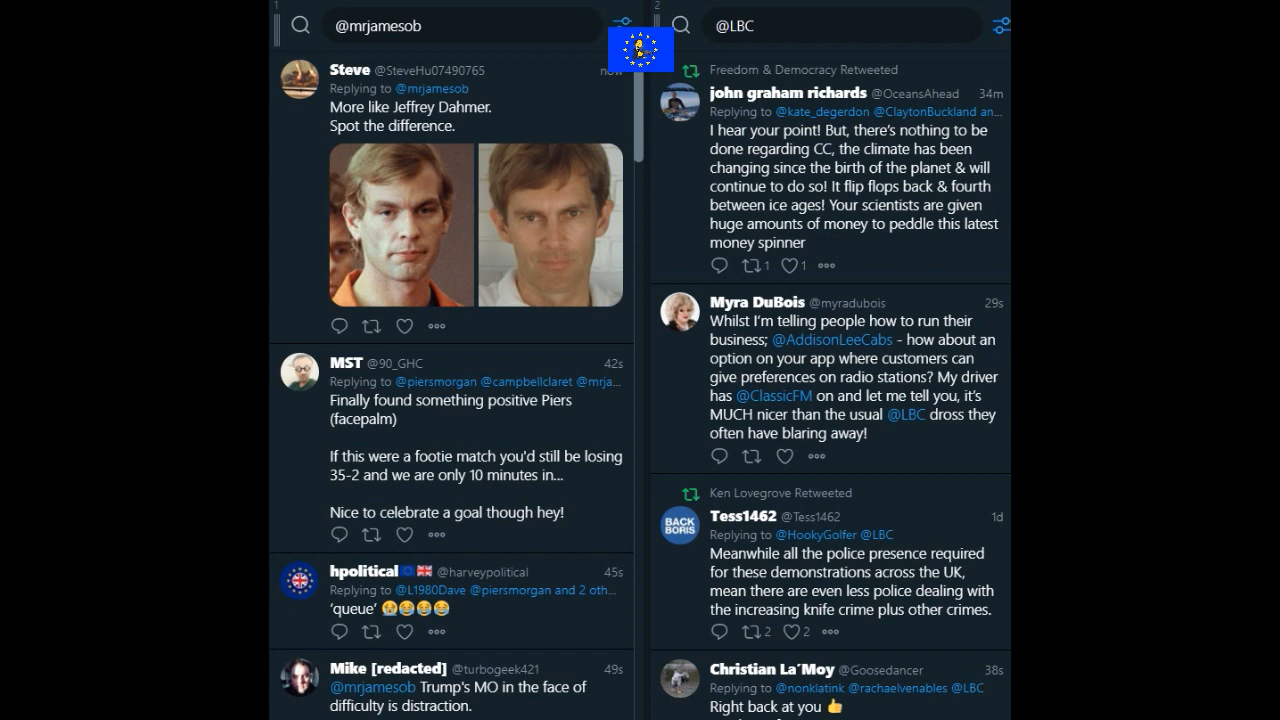 1
@mrjamesob
Steve @SteveHu07490765 now
Replying to @mrjamesob
More like Jeffrey Dahmer.
Spot the difference.
MST @90_GHC 42s
Replying to @piersmorgan @campbellclaret @mrja...
Finally found something positive Piers
(facepalm)
If this were a footie match you'd still be losing
35-2 and we are only 10 minutes in...
Nice to celebrate a goal though hey!
hpolitical🇪🇺🇬🇧 @harveypolitical 45s
Replying to @L1980Dave @piersmorgan and 2 oth...
‘queue’ 😭😂😂😂
Mike [redacted] @turbogeek421 49s
@mrjamesob Trump's MO in the face of
difficulty is distraction.
2
@LBC
Freedom & Democracy Retweeted
john graham richards @OceansAhead 34m
Replying to @kate_degerdon @ClaytonBuckland an...
I hear your point! But, there’s nothing to be
done regarding CC, the climate has been
changing since the birth of the planet & will
continue to do so! It flip flops back & fourth
between ice ages! Your scientists are given
huge amounts of money to peddle this latest
money spinner
1 1
Myra DuBois @myradubois 29s
Whilst I’m telling people how to run their
business; @AddisonLeeCabs - how about an
option on your app where customers can
give preferences on radio stations? My driver
has @ClassicFM on and let me tell you, it’s
MUCH nicer than the usual @LBC dross they
often have blaring away!
Ken Lovegrove Retweeted
BACK
BORIS
Tess1462 @Tess1462 1d
Replying to @HookyGolfer @LBC
Meanwhile all the police presence required
for these demonstrations across the UK,
mean there are even less police dealing with
the increasing knife crime plus other crimes.
2 2
Christian La´Moy @Goosedancer 38s
Replying to @nonklatink @rachaelvenables @LBC
Right back at you 👍